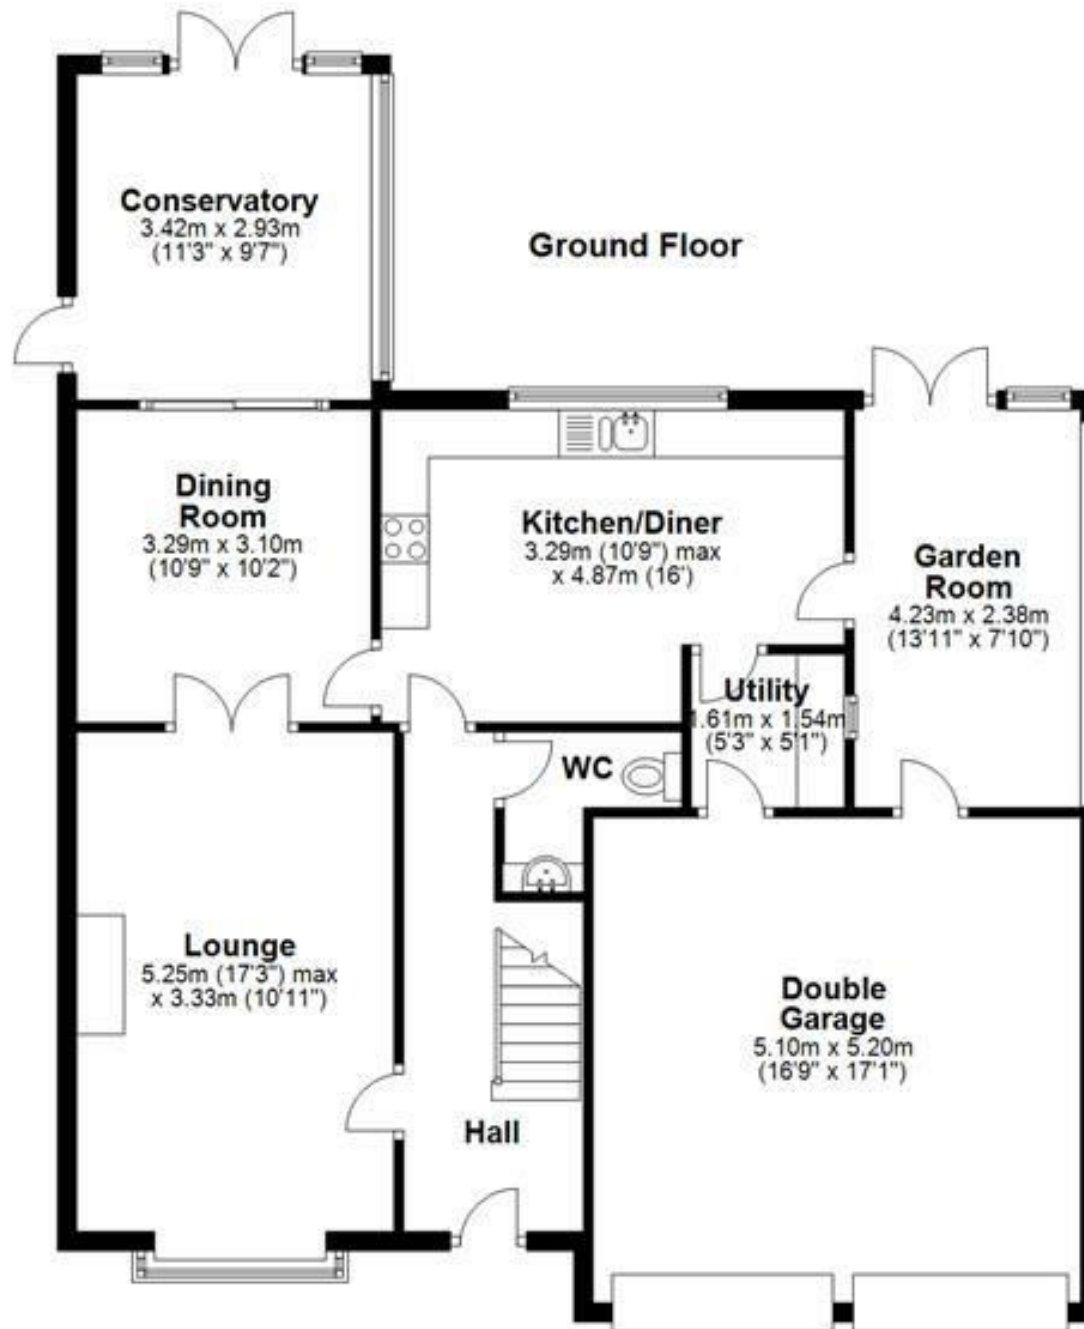 Conservatory
3.42m x 2.93m
(11'3" x 9'7")
Ground Floor
Dining
Room
3.29m x 3.10m
(10'9" x 10'2")
Kitchen/Diner
3.29m (10'9") max
x 4.87m (16')
Garden
Room
4.23m x 2.38m
(13'11" x 7'10")
Utility
1.61m x 1.54m
(5'3" x 5'1")
WC
Lounge
5.25m (17'3") max
x 3.33m (10'11")
Double
Garage
5.10m x 5.20m
(16'9" x 17'1")
Hall